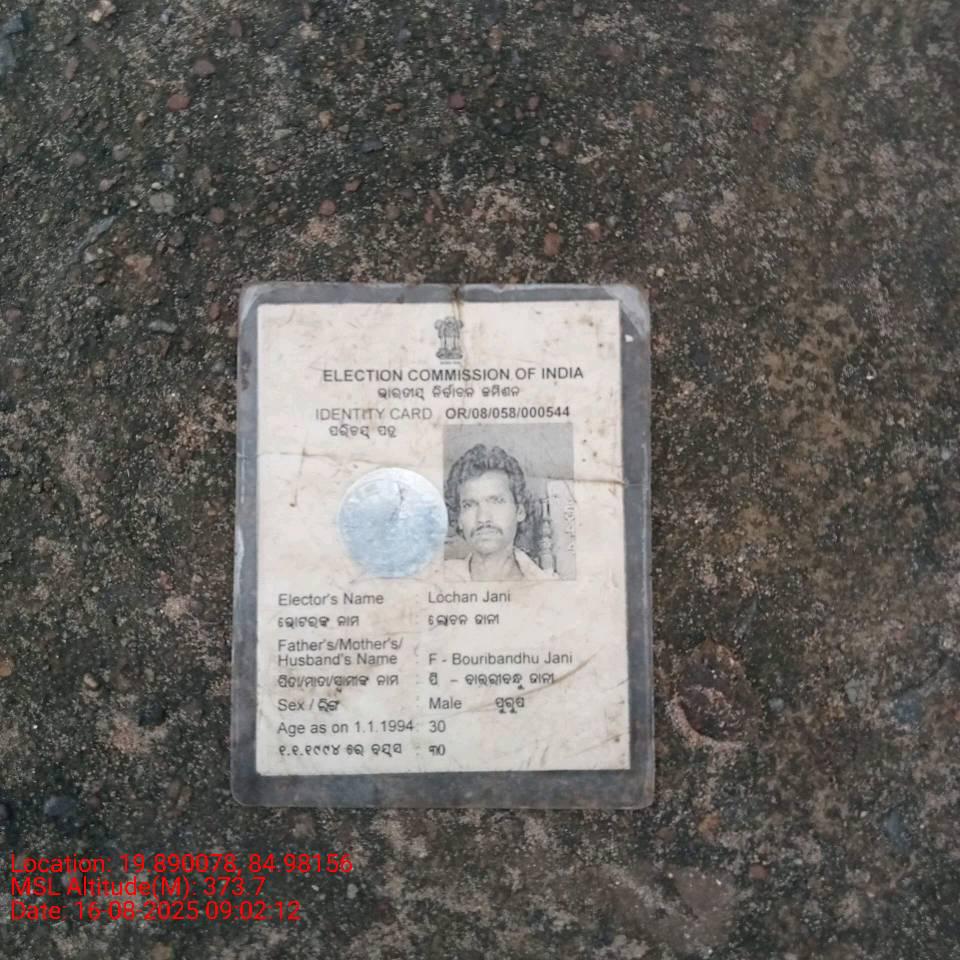 ELECTION COMMISSION OF INDIA
ଭାରତୀୟ ନିର୍ବାଚନ କମିଶନ
IDENTITY CARD OR/08/058/000544
ପରିଚୟ ପତ୍ର
Elector's Name : Lochan Jani
ଭୋଟରଙ୍କ ନାମ : ଲୋଚନ ଜାନୀ
Father's/Mother's/
Husband's Name : F - Bouribandhu Jani
ପିତା/ମାତା/ସ୍ୱାମୀଙ୍କ ନାମ : ପି - ବାଉରୀବନ୍ଧୁ ଜାନୀ
Sex / ଲିଙ୍ଗ : Male ପୁରୁଷ
Age as on 1.1.1994 : 30
୧.୧.୧୯୯୪ ରେ ବୟସ : ୩୦
Location: 19.890078, 84.98156
MSL Altitude(M): 373.7
Date: 16-08-2025 09:02:12